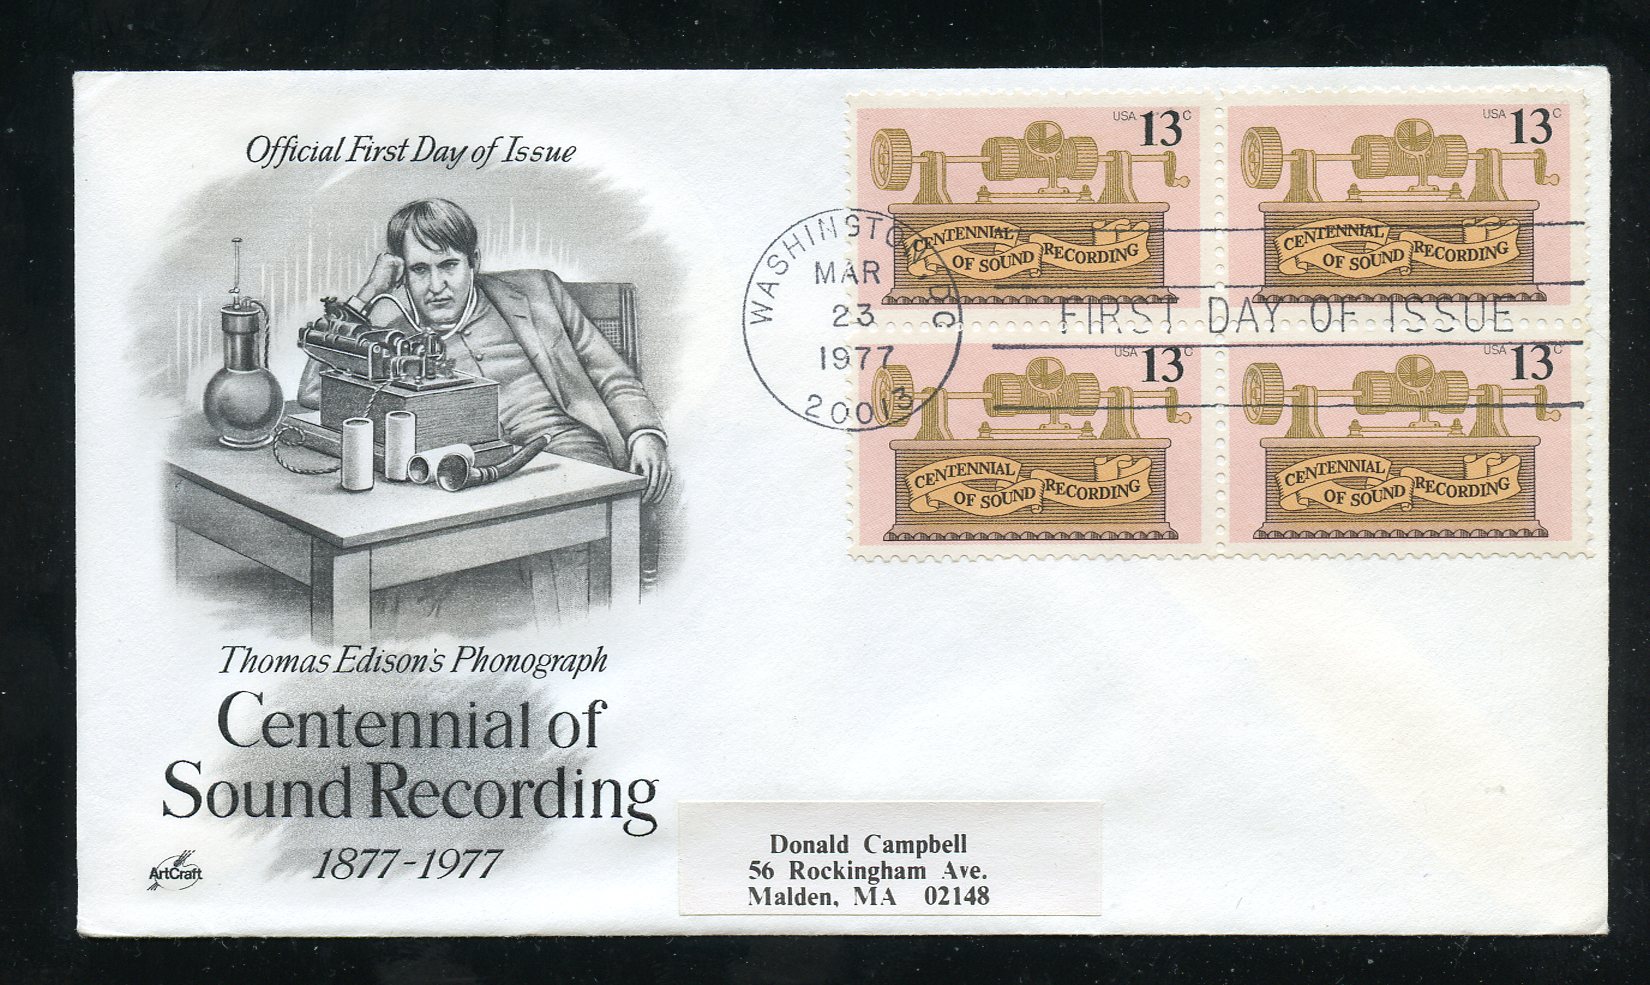 Official First Day of Issue
Thomas Edison's Phonograph
Centennial of
Sound Recording
1877-1977
ArtCraft
USA 13c
CENTENNIAL
OF SOUND RECORDING
USA 13c
CENTENNIAL
OF SOUND RECORDING
WASHINGTON, DC
MAR
23
1977
20013
FIRST DAY OF ISSUE
USA 13c
CENTENNIAL
OF SOUND RECORDING
USA 13c
CENTENNIAL
OF SOUND RECORDING
Donald Campbell
56 Rockingham Ave.
Malden, MA 02148